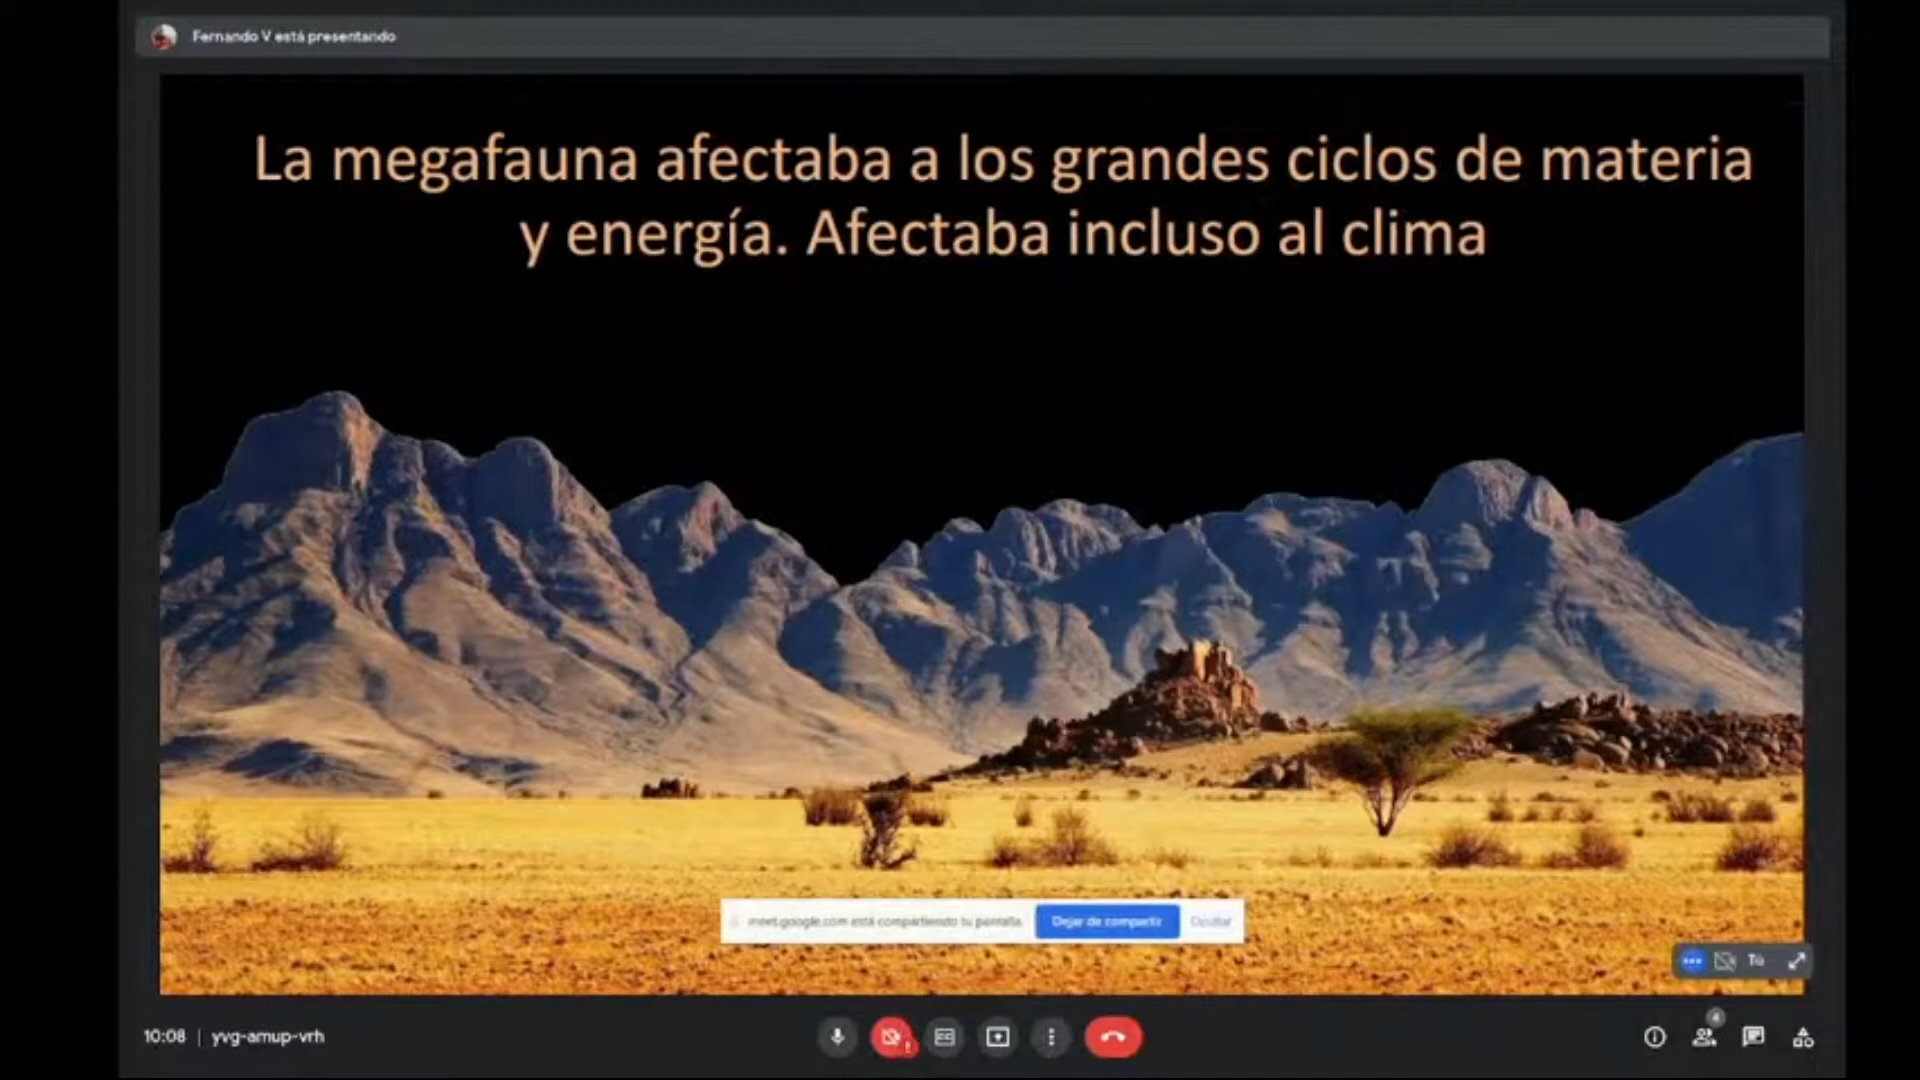 Fernando V está presentando
La megafauna afectaba a los grandes ciclos de materia
y energía. Afectaba incluso al clima
meet.google.com está compartiendo tu pantalla.
Dejar de compartir
Ocultar
Tú
10:08 | yvg-amup-vrh
4